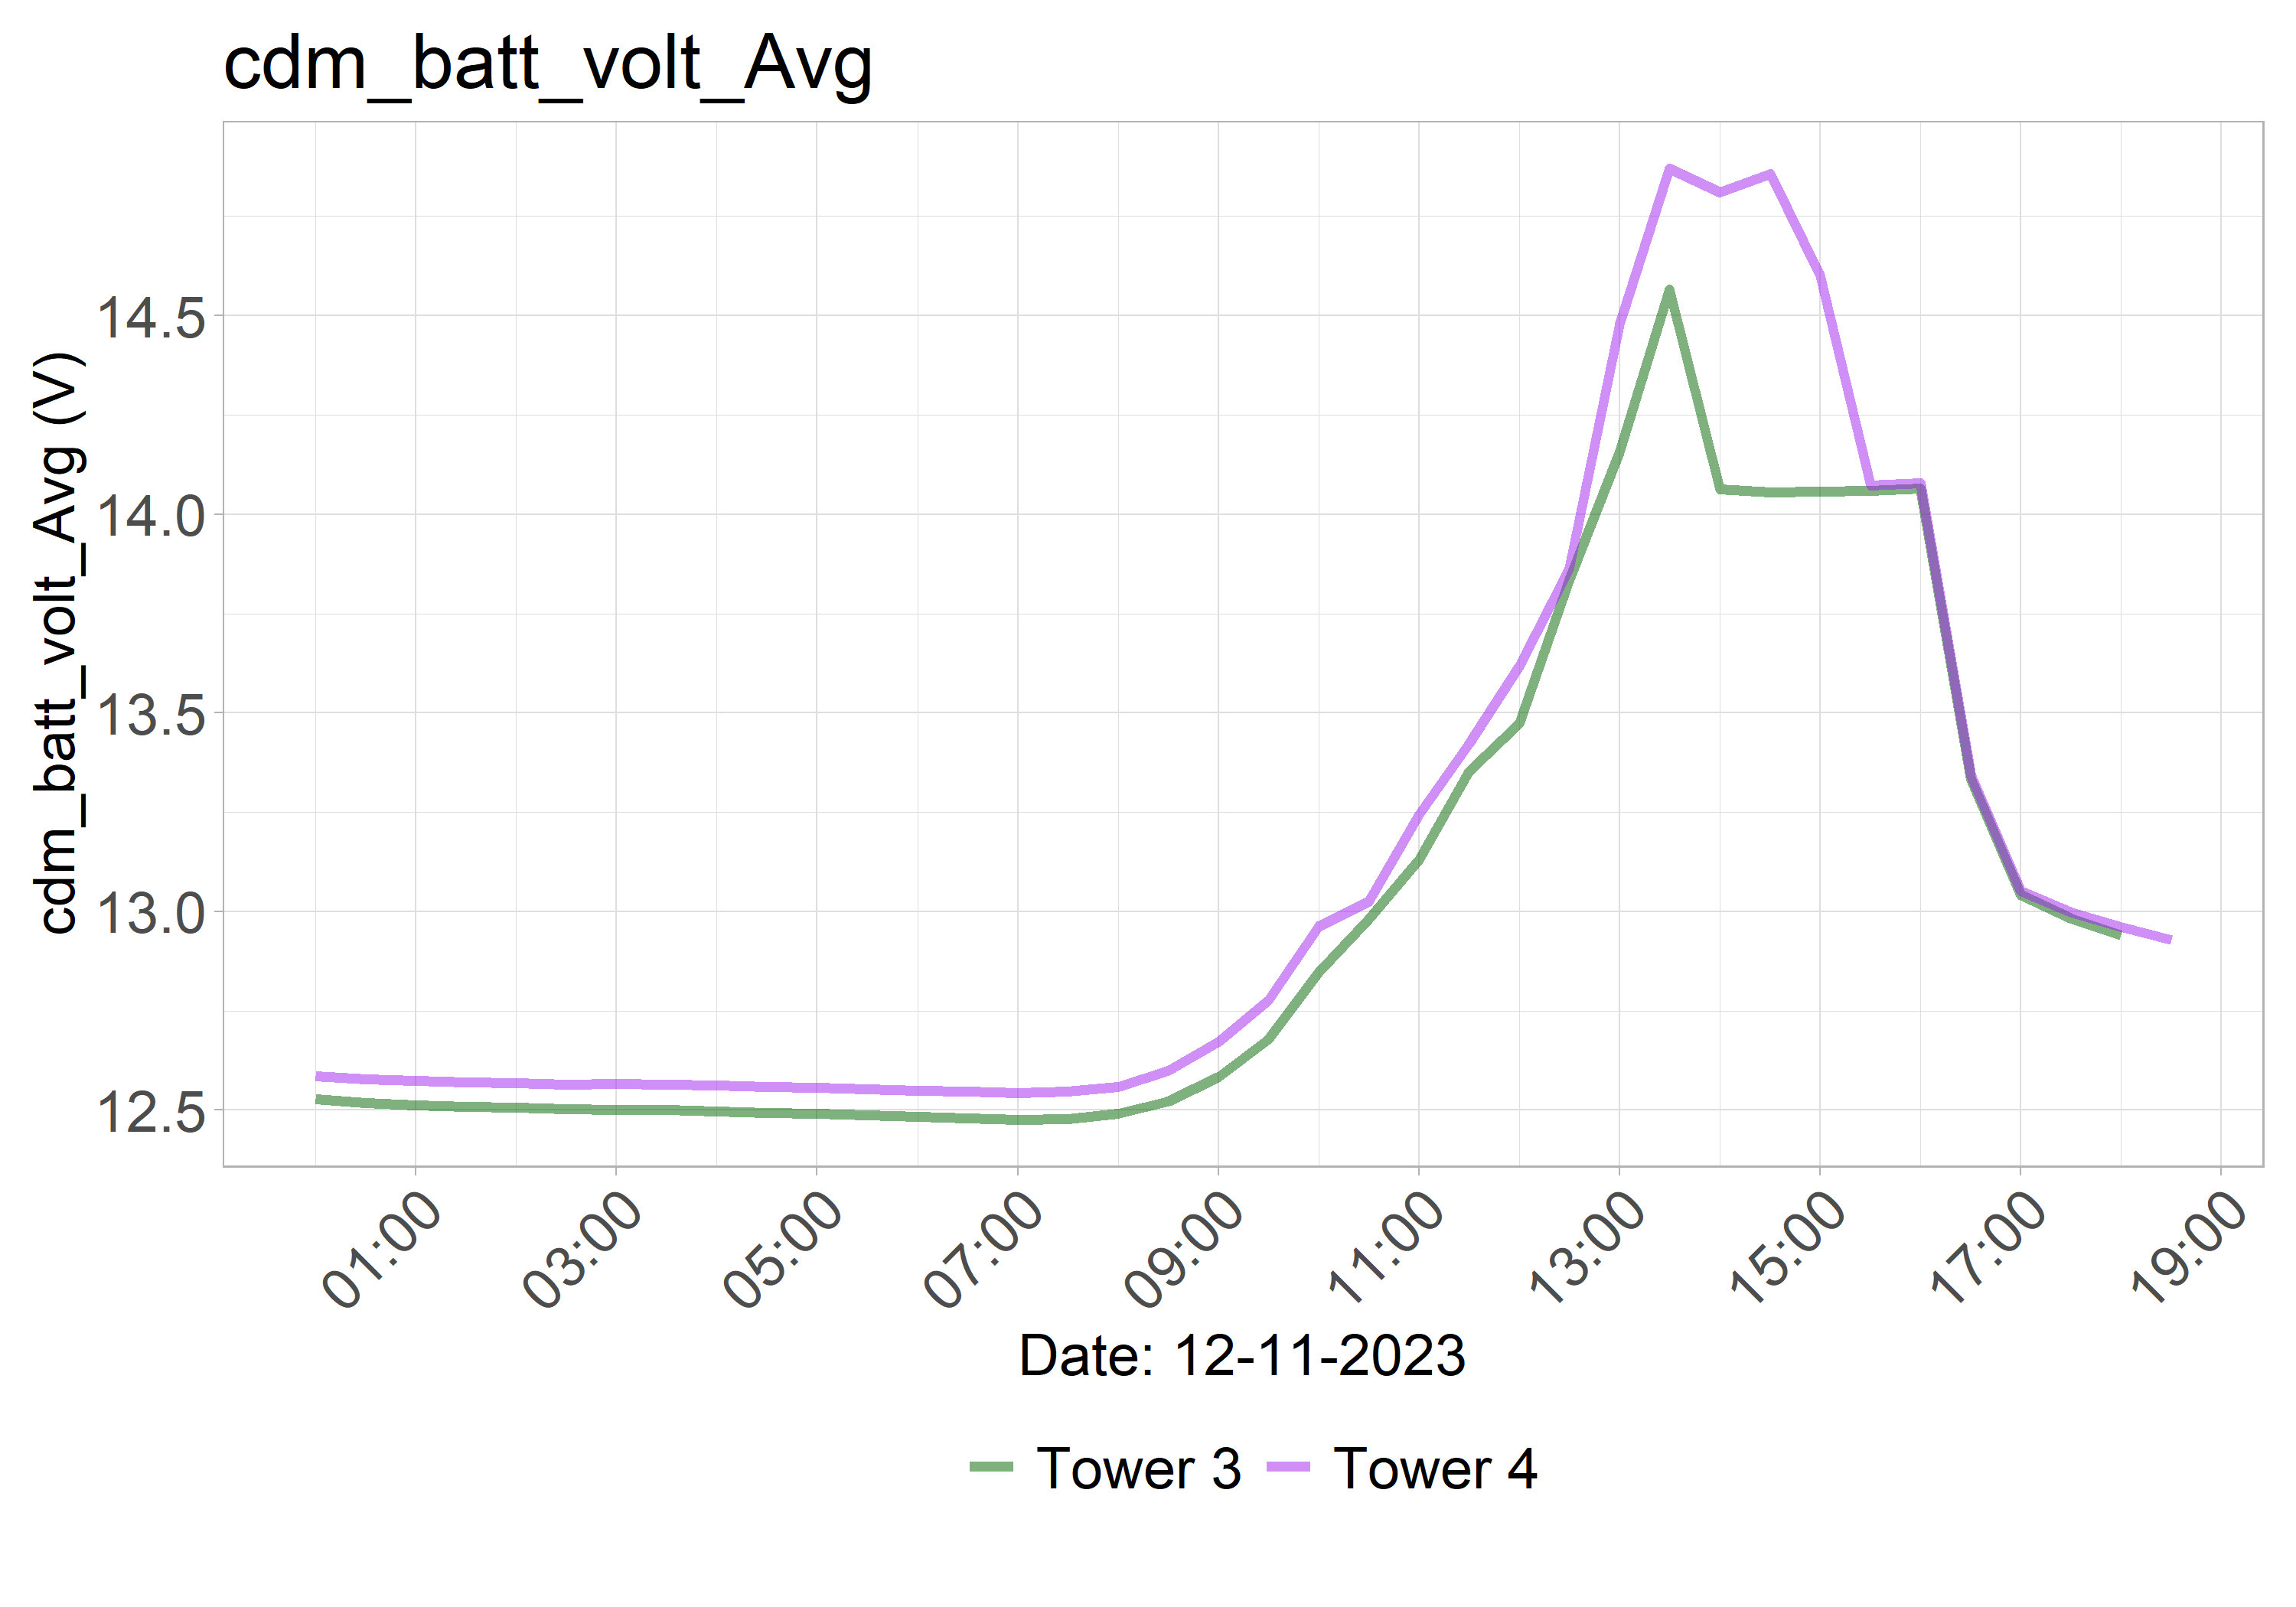 cdm_batt_volt_Avg
cdm_batt_volt_Avg (V)
14.5
14.0
13.5
13.0
12.5
01:00 03:00 05:00 07:00 09:00 11:00 13:00 15:00 17:00 19:00
Date: 12-11-2023
Tower 3 Tower 4